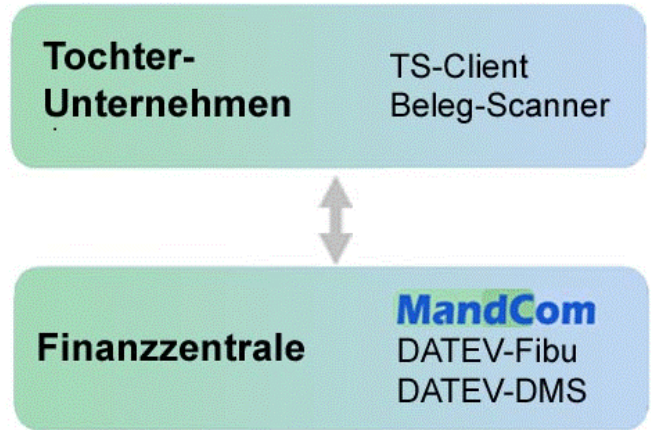 Tochter-
Unternehmen
TS-Client
Beleg-Scanner
Finanzzentrale
MandCom
DATEV-Fibu
DATEV-DMS